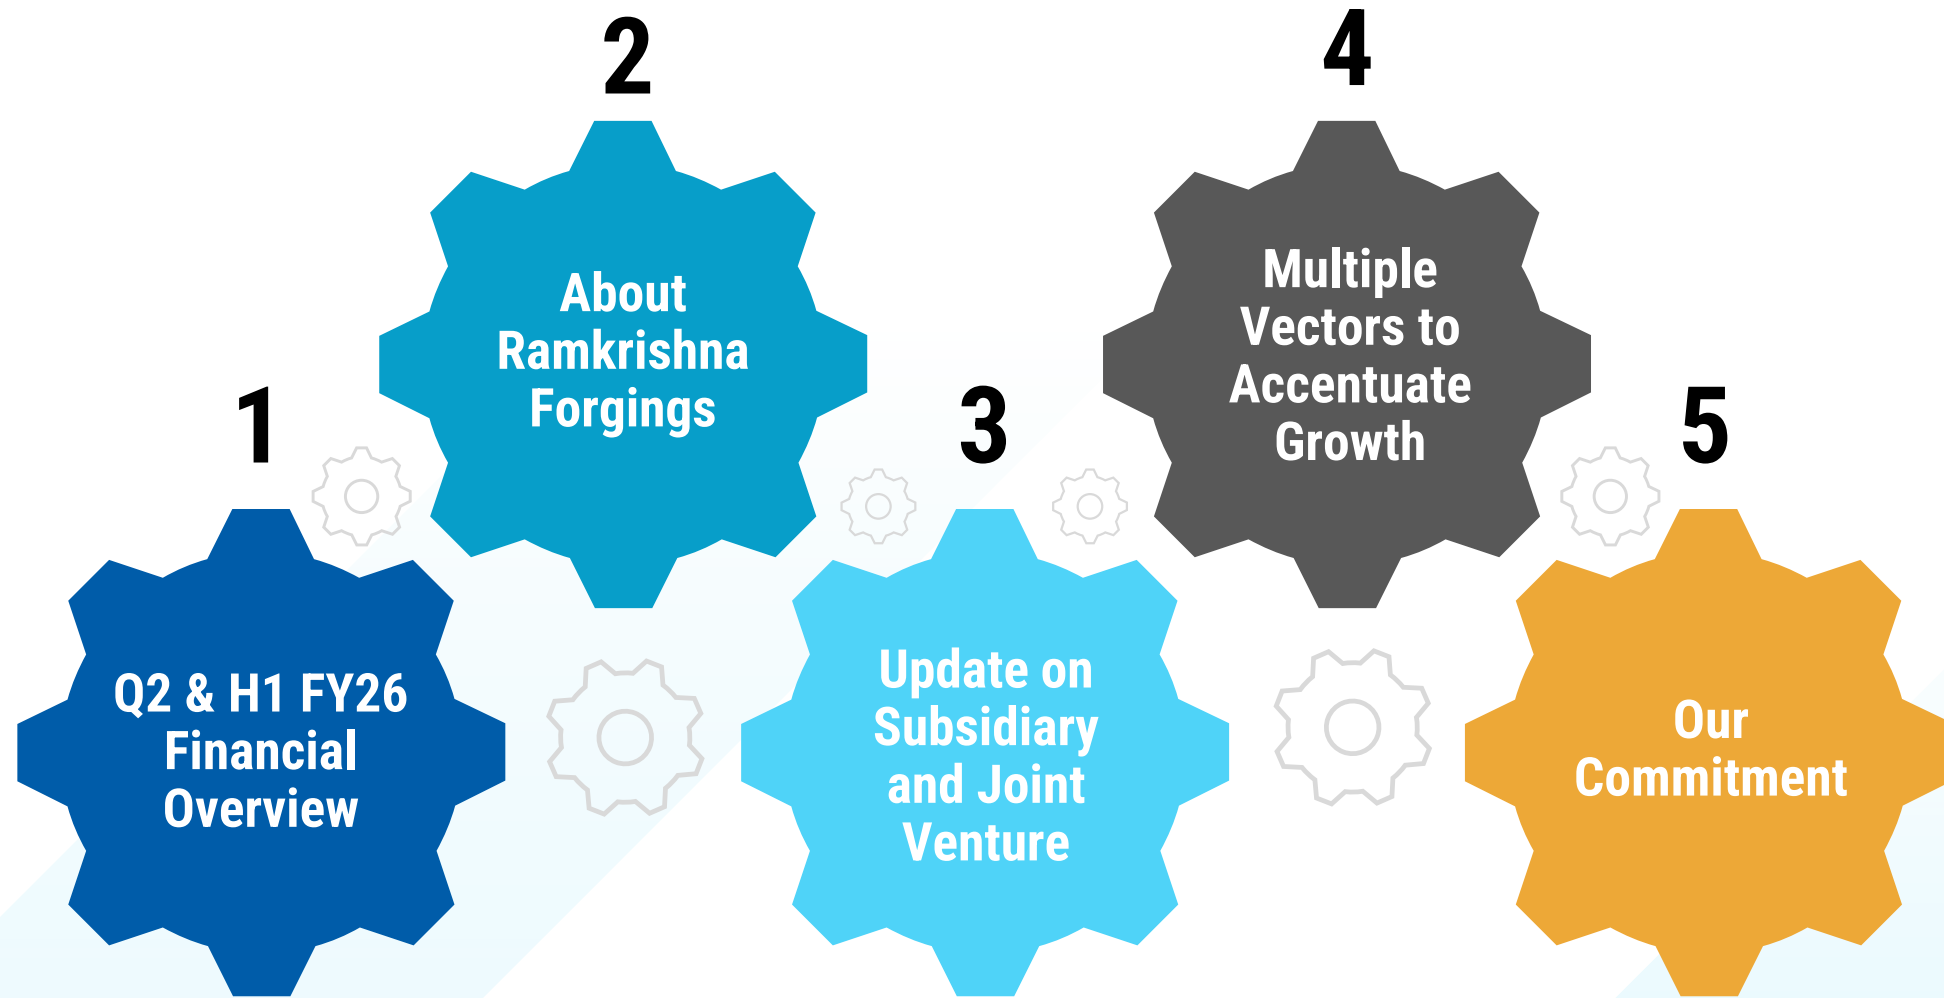 1
Q2 & H1 FY26
Financial
Overview
2
About
Ramkrishna
Forgings
3
Update on
Subsidiary
and Joint
Venture
4
Multiple
Vectors to
Accentuate
Growth
5
Our
Commitment